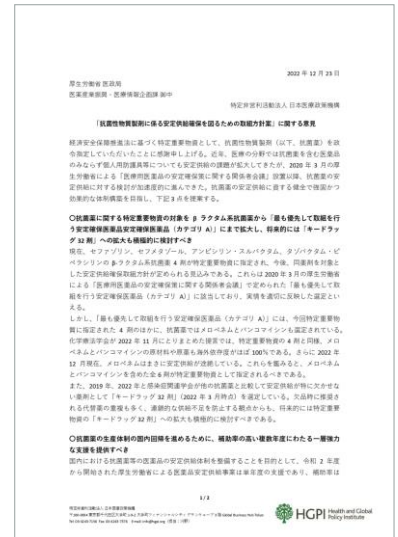 2022 年 12 月 23 日
厚生労働省 医政局
医薬産業振興・医療情報企画課 御中
特定非営利活動法人 日本医療政策機構
「抗菌性物質製剤に係る安定供給確保を図るための取組方針案」に関する意見
経済安全保障推進法に基づく特定重要物資として、抗菌性物質製剤(以下、抗菌薬)を政
令指定していただいたことに感謝申し上げる。近年、医療の分野では抗菌薬を含む医薬品
のみならず個人用防護具等についても安定供給の課題が拡大してきたが、2020 年 3 月の厚
生労働省による「医療用医薬品の安定確保策に関する関係者会議」設置以降、抗菌薬の安
定供給に対する検討が加速度的に進んできた。抗菌薬の安定供給に資する健全で強固かつ
効果的な体制構築を目指し、下記 3 点を提案する。
○抗菌薬に関する特定重要物資の対象を β ラクタム系抗菌薬から「最も優先して取組を行
う安定確保医薬品安定確保医薬品(カテゴリ A)」にまで拡大し、将来的には「キードラッ
グ 32 剤」への拡大も積極的に検討すべき
現在、セファゾリン、セフメタゾール、アンピシリン・スルバクタム、タゾバクタム・ピ
ペラシリンの β-ラクタム系抗菌薬 4 剤が特定重要物資に指定され、今後、同薬剤を対象と
した安定供給確保取組方針が定められる見込みである。これらは 2020 年 3 月の厚生労働省
による「医療用医薬品の安定確保策に関する関係者会議」で定められた「最も優先して取
組を行う安定確保医薬品(カテゴリ A)」に該当しており、実情を適切に反映した選定とい
える。
しかし、「最も優先して取組を行う安定確保医薬品(カテゴリ A)」には、今回特定重要物
質に指定された 4 剤のほかに、抗菌薬ではメロペネムとバンコマイシンも選定されている。
化学療法学会が 2022 年 11 月にとりまとめた提言では、特定重要物資の 4 剤と同様、メロ
ペネムとバンコマイシンの原材料や原薬も海外依存度がほぼ 100%である。さらに 2022 年
12 月現在、メロペネムはまさに安定供給が途絶している。これらを鑑みると、メロペネム
とバンコマイシンを含めた全 6 剤が特定重要物資として指定されるべきである。
また、2019 年、2022 年と感染症関連学会が他の抗菌薬と比較して安定供給が特に欠かせな
い薬剤として「キードラッグ 32 剤」(2022 年 3 月時点)を選定している。欠品時に推奨さ
れる代替薬の重複も多く、連鎖的な供給不足を防止する観点からも、将来的には特定重要
物資の「キードラッグ 32 剤」への拡大も積極的に検討すべきである。
○抗菌薬の生産体制の国内回帰を進めるために、補助率の高い複数年度にわたる一層強力
な支援を提供すべき
国内における抗菌薬等の医薬品の安定供給体制を整備することを目的として、令和 2 年度
から開始された厚生労働省による医薬品安定供給事業は単年度の支援であり、補助率は
1/3
特定非営利活動法人 日本医療政策機構
HGPI Health and Global
Policy Institute